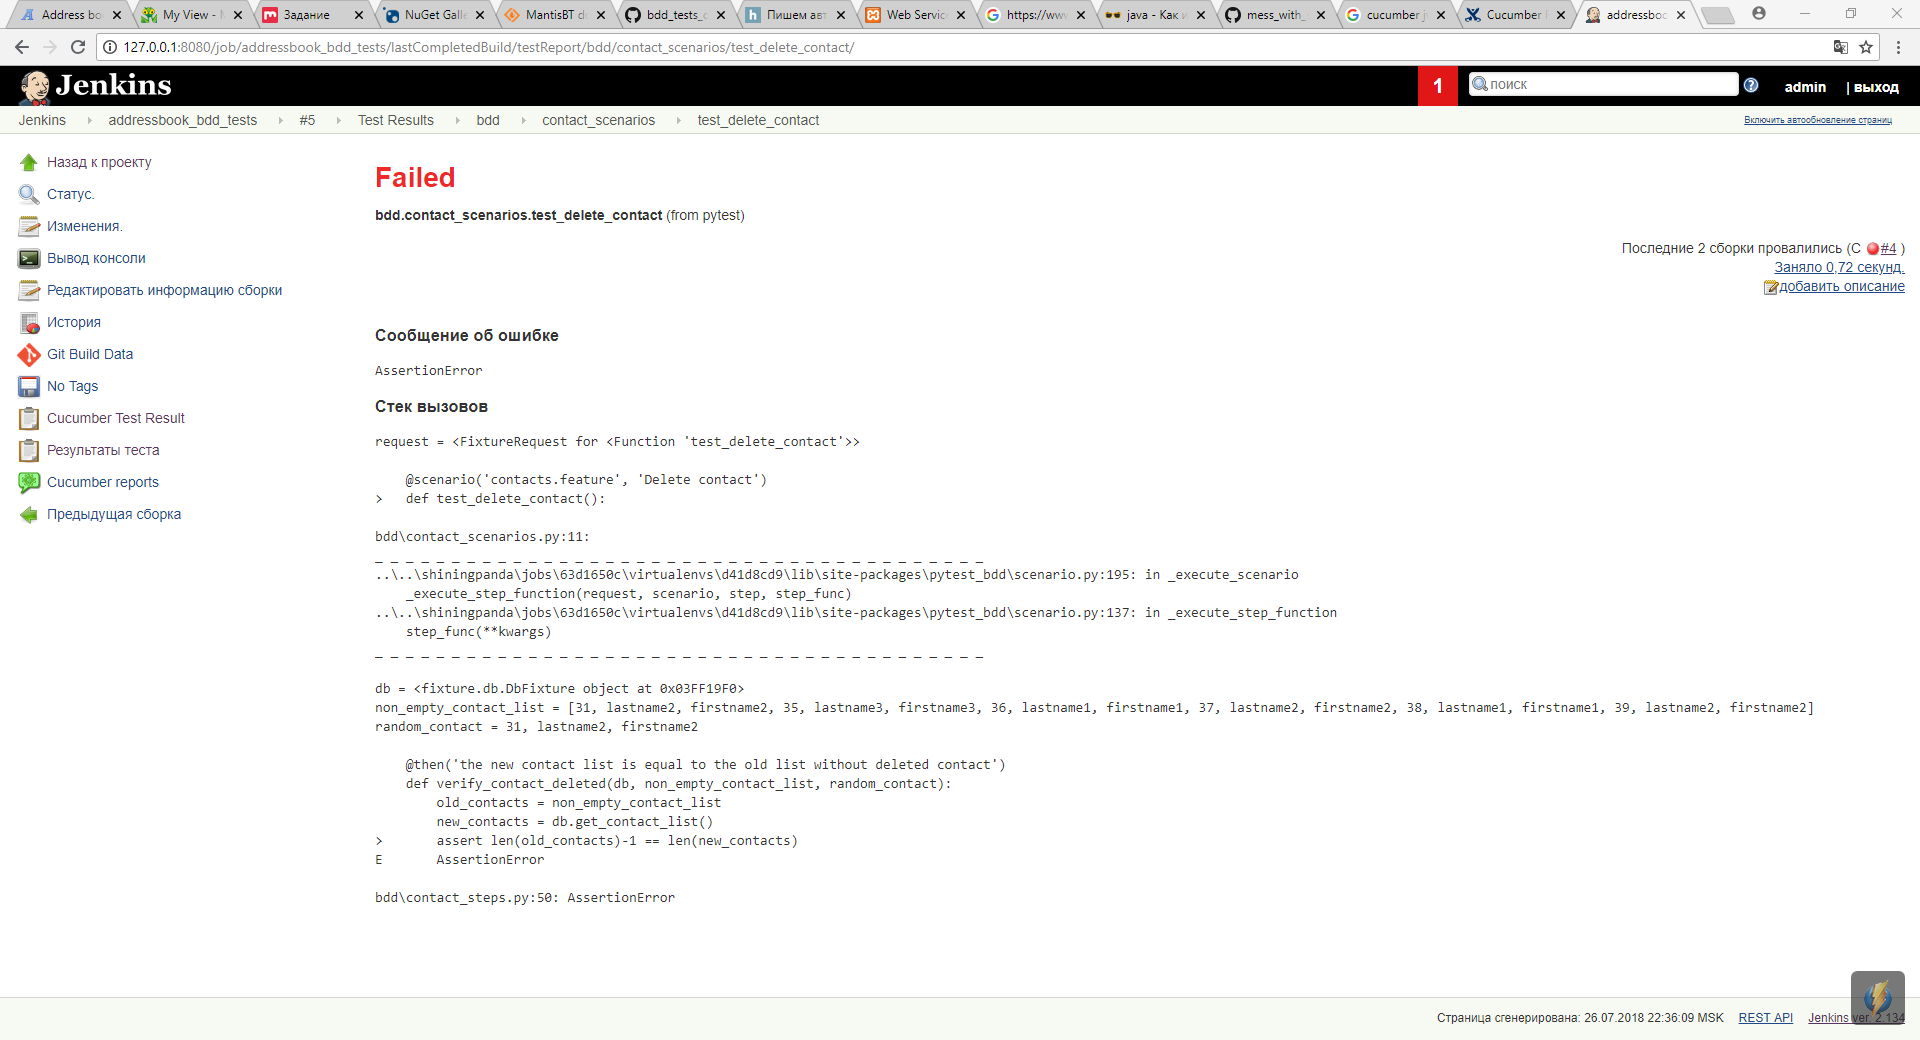 Address bo
My View - 
Задание
NuGet Gall
MantisBT d
bdd_tests_
Пишем авт
Web Servic
https://ww
java - Как
mess_with_
cucumber j
Cucumber
addressboo
127.0.0.1:8080/job/addressbook_bdd_tests/lastCompletedBuild/testReport/bdd/contact_scenarios/test_delete_contact/
Jenkins
1
поиск
admin
| выход
Jenkins addressbook_bdd_tests #5 Test Results bdd contact_scenarios test_delete_contact
Включить автообновление страниц
Назад к проекту
Статус.
Изменения.
Вывод консоли
Редактировать информацию сборки
История
Git Build Data
No Tags
Cucumber Test Result
Результаты теста
Cucumber reports
Предыдущая сборка
Failed
bdd.contact_scenarios.test_delete_contact (from pytest)
Последние 2 сборки провалились (С #4 )
Заняло 0,72 секунд.
добавить описание
Сообщение об ошибке
AssertionError
Стек вызовов
request = <FixtureRequest for <Function 'test_delete_contact'>>
@scenario('contacts.feature', 'Delete contact')
> def test_delete_contact():
bdd\contact_scenarios.py:11:
_ _ _ _ _ _ _ _ _ _ _ _ _ _ _ _ _ _ _ _ _ _ _ _ _ _ _ _ _ _ _ _ _ _ _ _ _ _ _ _
..\..\shiningpanda\jobs\63d1650c\virtualenvs\d41d8cd9\lib\site-packages\pytest_bdd\scenario.py:195: in _execute_scenario
_execute_step_function(request, scenario, step, step_func)
..\..\shiningpanda\jobs\63d1650c\virtualenvs\d41d8cd9\lib\site-packages\pytest_bdd\scenario.py:137: in _execute_step_function
step_func(**kwargs)
_ _ _ _ _ _ _ _ _ _ _ _ _ _ _ _ _ _ _ _ _ _ _ _ _ _ _ _ _ _ _ _ _ _ _ _ _ _ _ _
db = <fixture.db.DbFixture object at 0x03FF19F0>
non_empty_contact_list = [31, lastname2, firstname2, 35, lastname3, firstname3, 36, lastname1, firstname1, 37, lastname2, firstname2, 38, lastname1, firstname1, 39, lastname2, firstname2]
random_contact = 31, lastname2, firstname2
@then('the new contact list is equal to the old list without deleted contact')
def verify_contact_deleted(db, non_empty_contact_list, random_contact):
old_contacts = non_empty_contact_list
new_contacts = db.get_contact_list()
> assert len(old_contacts)-1 == len(new_contacts)
E AssertionError
bdd\contact_steps.py:50: AssertionError
Страница сгенерирована: 26.07.2018 22:36:09 MSK REST API Jenkins ver. 2.134